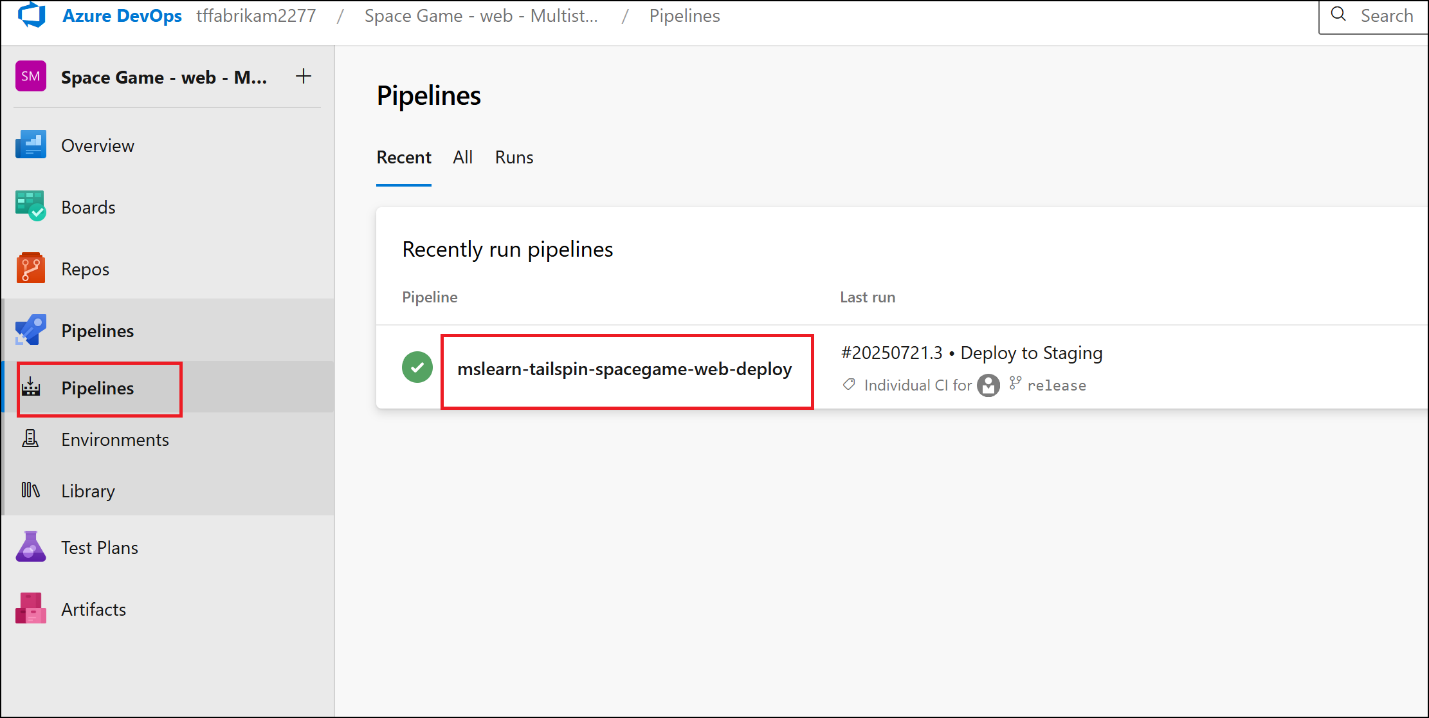 Azure DevOps tffabrikam2277 / Space Game - web - Multist... / Pipelines
Search
SM Space Game - web - M... +
Overview
Boards
Repos
Pipelines
Pipelines
Environments
Library
Test Plans
Artifacts
Pipelines
Recent All Runs
Recently run pipelines
Pipeline Last run
mslearn-tailspin-spacegame-web-deploy
#20250721.3 • Deploy to Staging
Individual CI for release